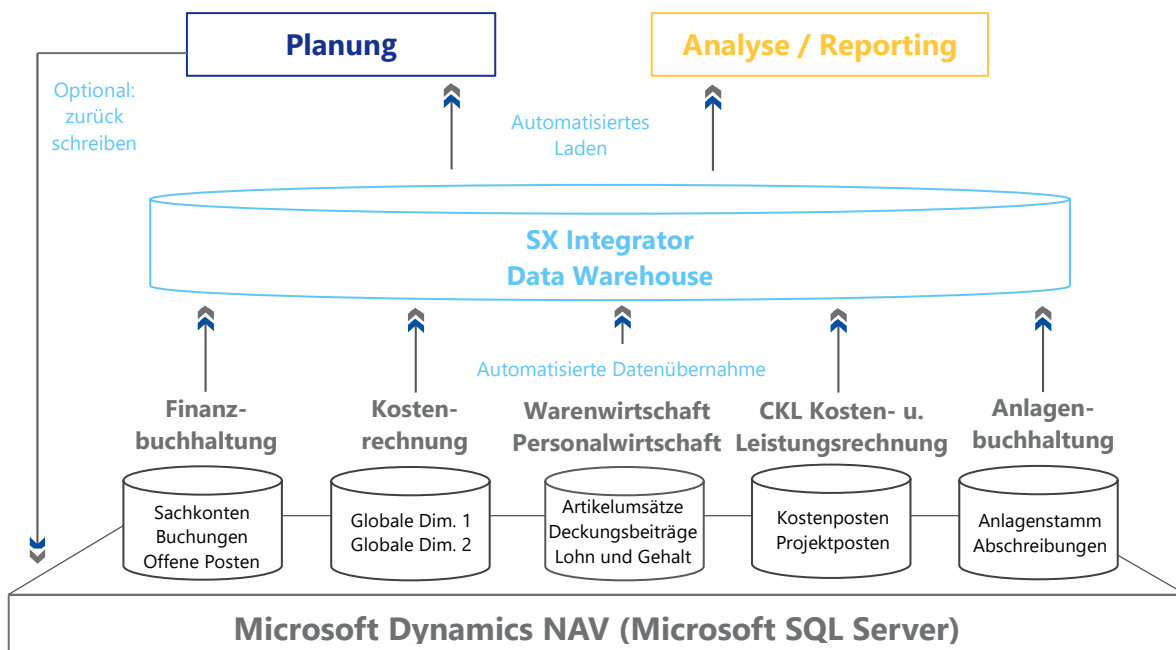 Planung
Analyse / Reporting
Optional:
zurück
schreiben
Automatisiertes
Laden
SX Integrator
Data Warehouse
Automatisierte Datenübernahme
Finanz-
buchhaltung
Kosten-
rechnung
Warenwirtschaft
Personalwirtschaft
CKL Kosten- u.
Leistungsrechnung
Anlagen-
buchhaltung
Sachkonten
Buchungen
Offene Posten
Globale Dim. 1
Globale Dim. 2
Artikelumsätze
Deckungsbeiträge
Lohn und Gehalt
Kostenposten
Projektposten
Anlagenstamm
Abschreibungen
Microsoft Dynamics NAV (Microsoft SQL Server)